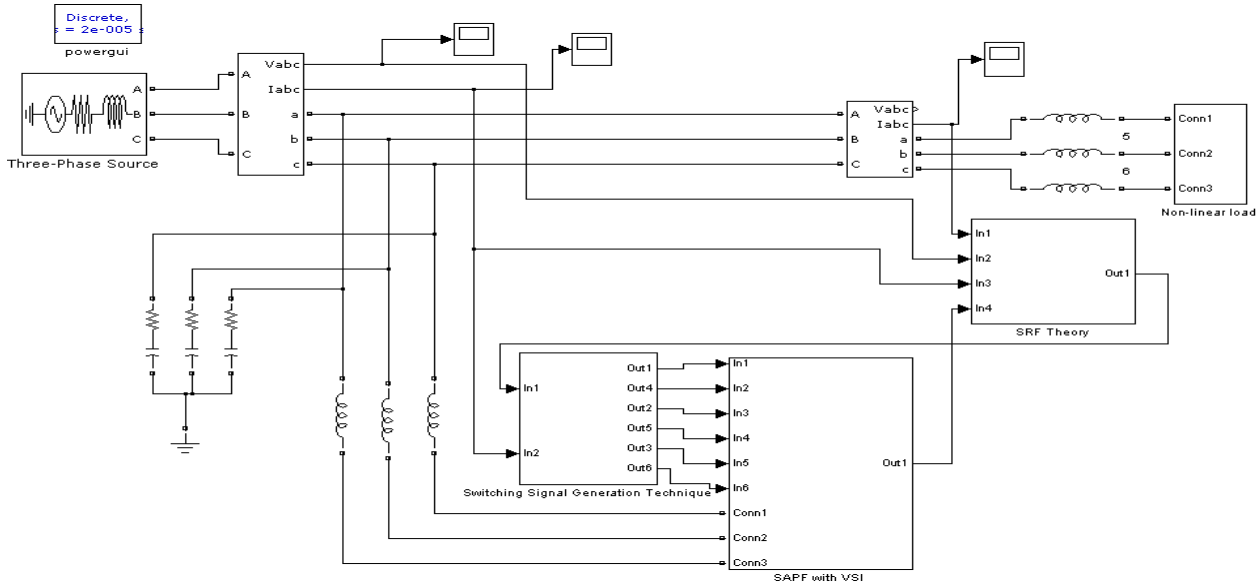 Discrete,
s = 2e-005 s
powergui
Three-Phase Source
A
B
C
A
B
C
Vabc
Iabc
a
b
c
A
B
C
Vabc
Iabc
a
b
c
5
6
Conn1
Conn2
Conn3
Non-linear load
In1
In2
In3
In4
Out1
SRF Theory
In1
In2
Out1
Out4
Out2
Out5
Out3
Out6
Switching Signal Generation Technique
In1
In2
In3
In4
In5
In6
Conn1
Conn2
Conn3
Out1
SAPF with VSI